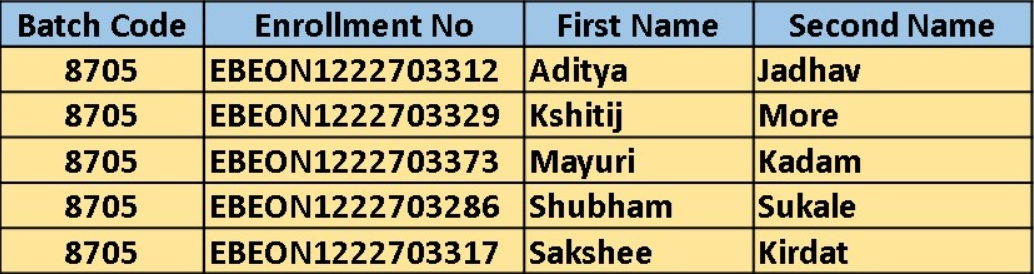 Batch Code Enrollment No First Name Second Name
8705 EBEON1222703312 Aditya Jadhav
8705 EBEON1222703329 Kshitij More
8705 EBEON1222703373 Mayuri Kadam
8705 EBEON1222703286 Shubham Sukale
8705 EBEON1222703317 Sakshee Kirdat